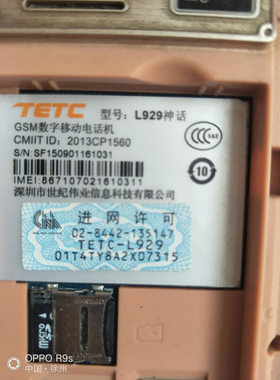 TETC 型号: L929神话
GSM数字移动电话机
CMIIT ID: 2013CP1560
S/N:SF150901161031
IMEI:867107021610311
深圳市世纪伟业信息科技有限公司
10
进网许可
02-8442-135147
TETC-L929
01T4TY8A2X07315
OPPO R9s
中国·徐州